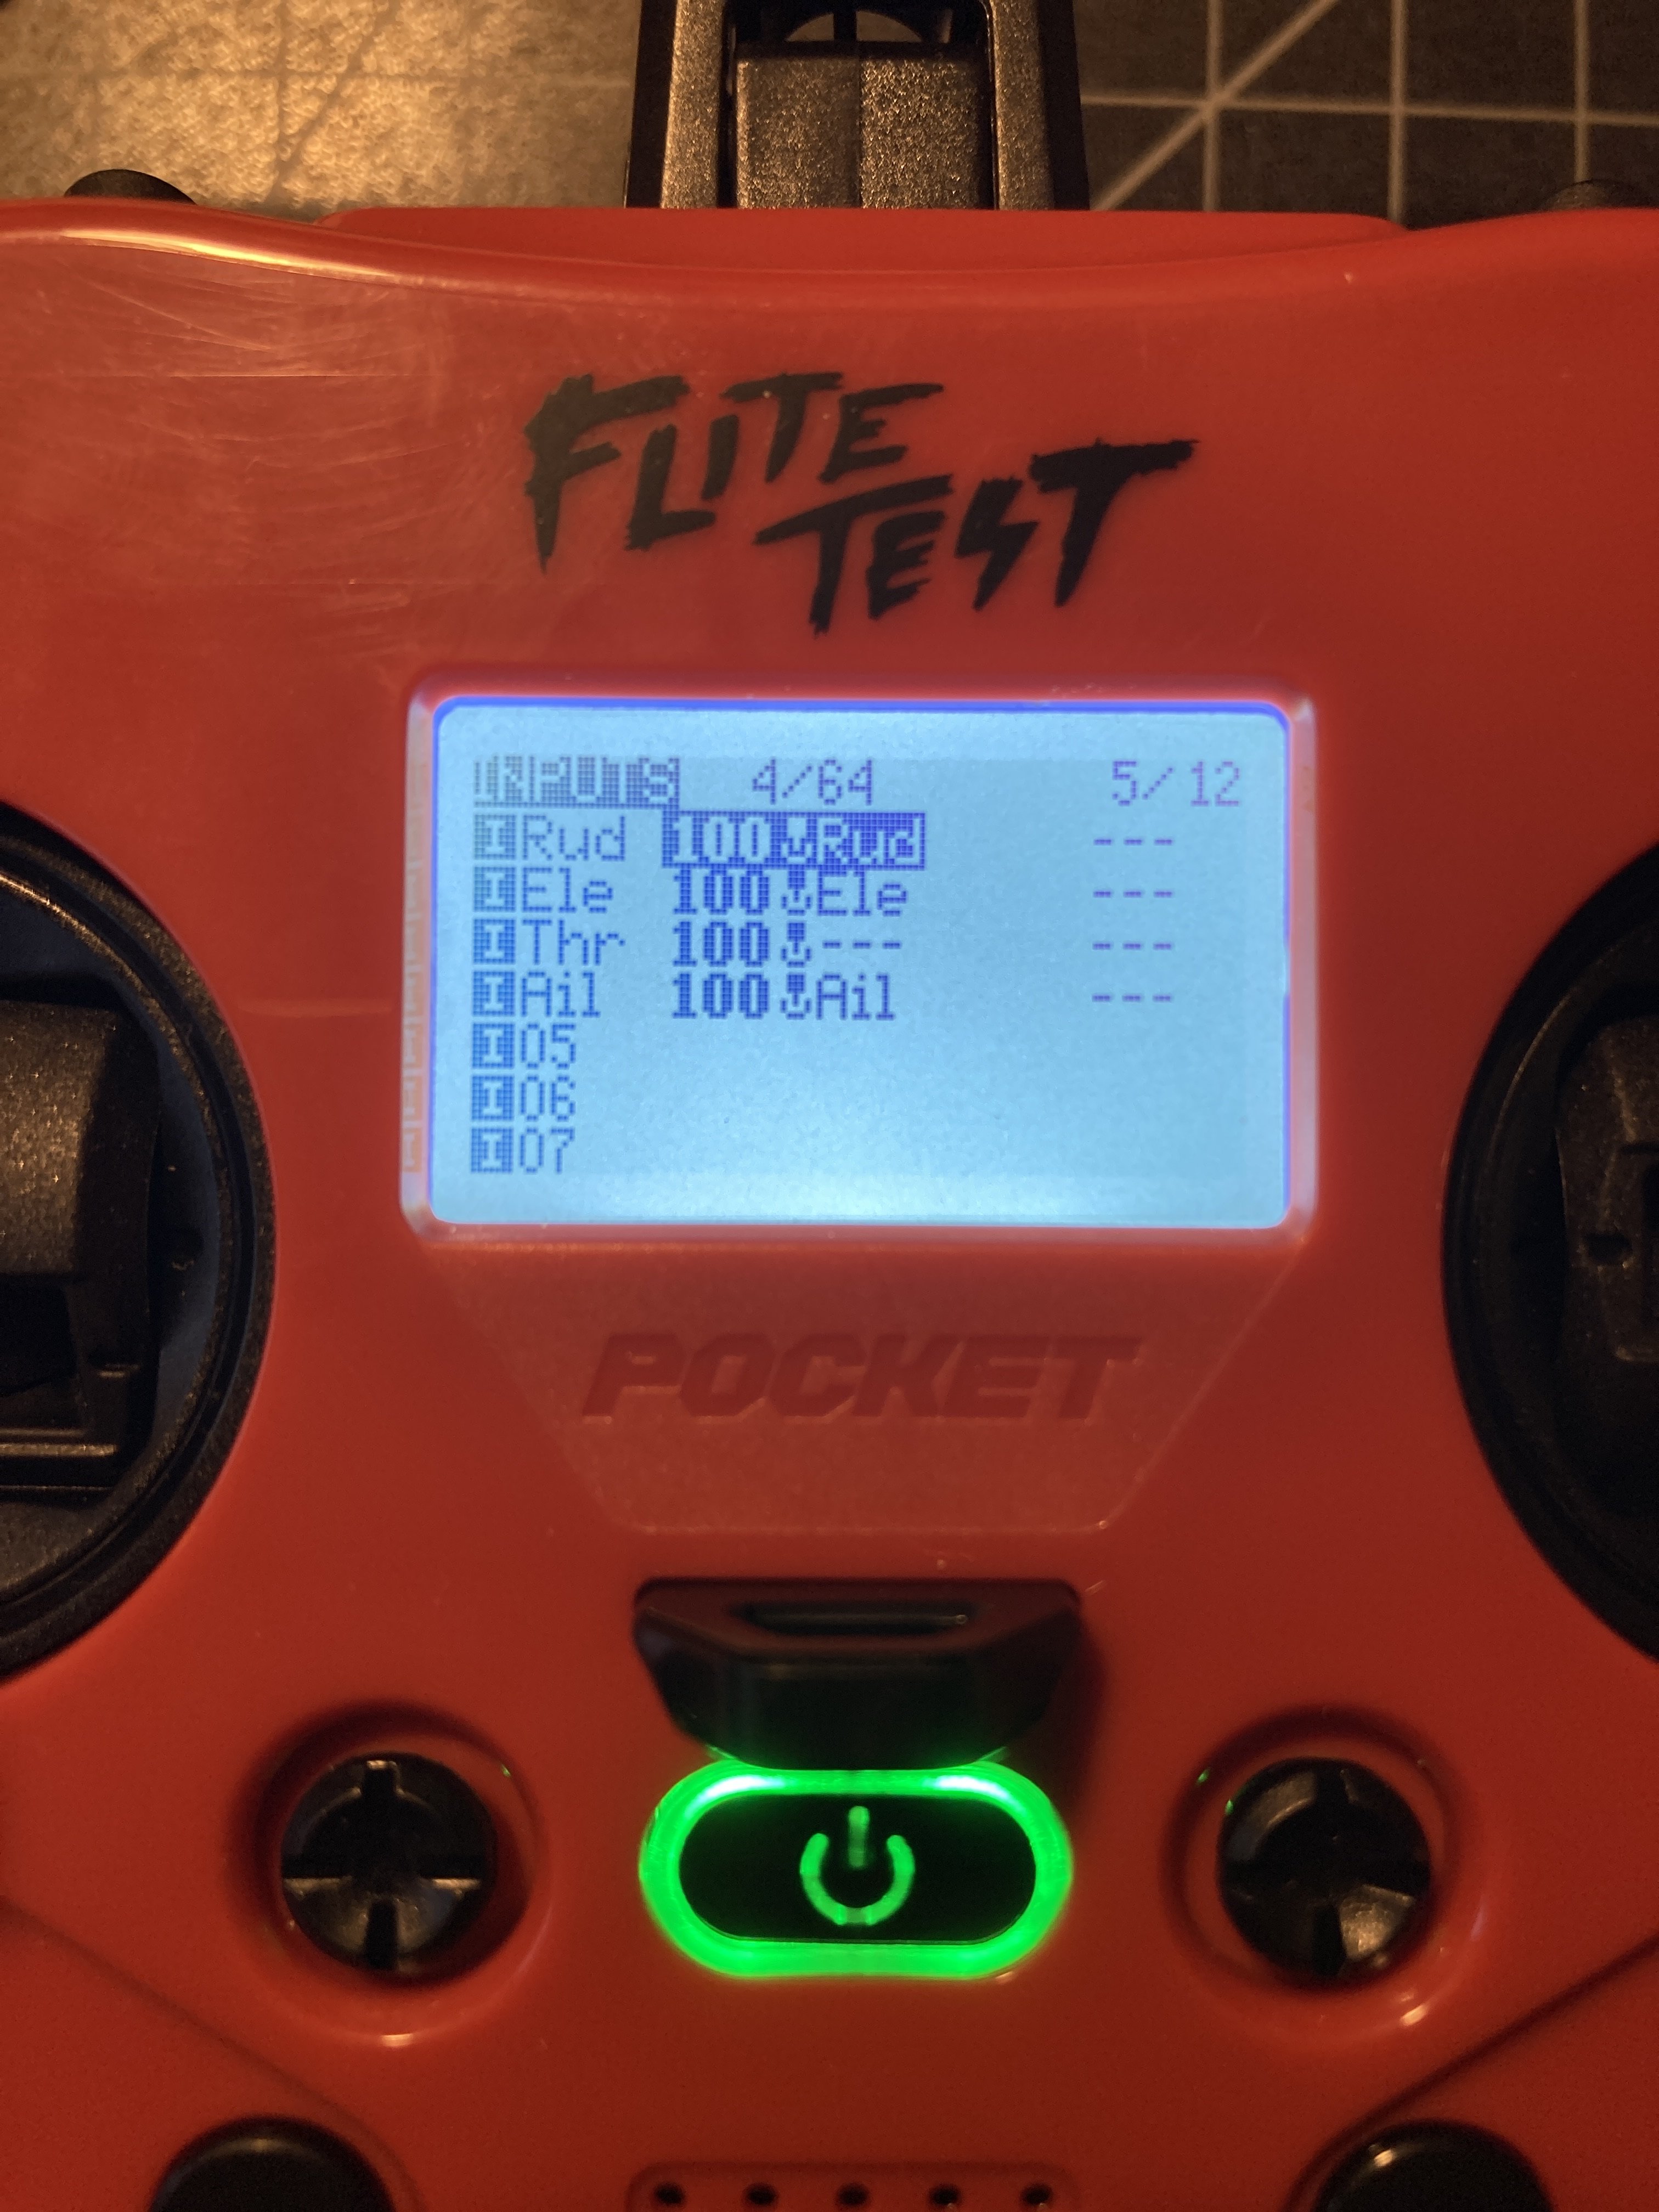 FLITE
TEST
INPUTS 4/64 5/12
I Rud 100 Rud ---
I Ele 100 Ele ---
I Thr 100 --- ---
I Ail 100 Ail ---
I 05
I 06
I 07
POCKET